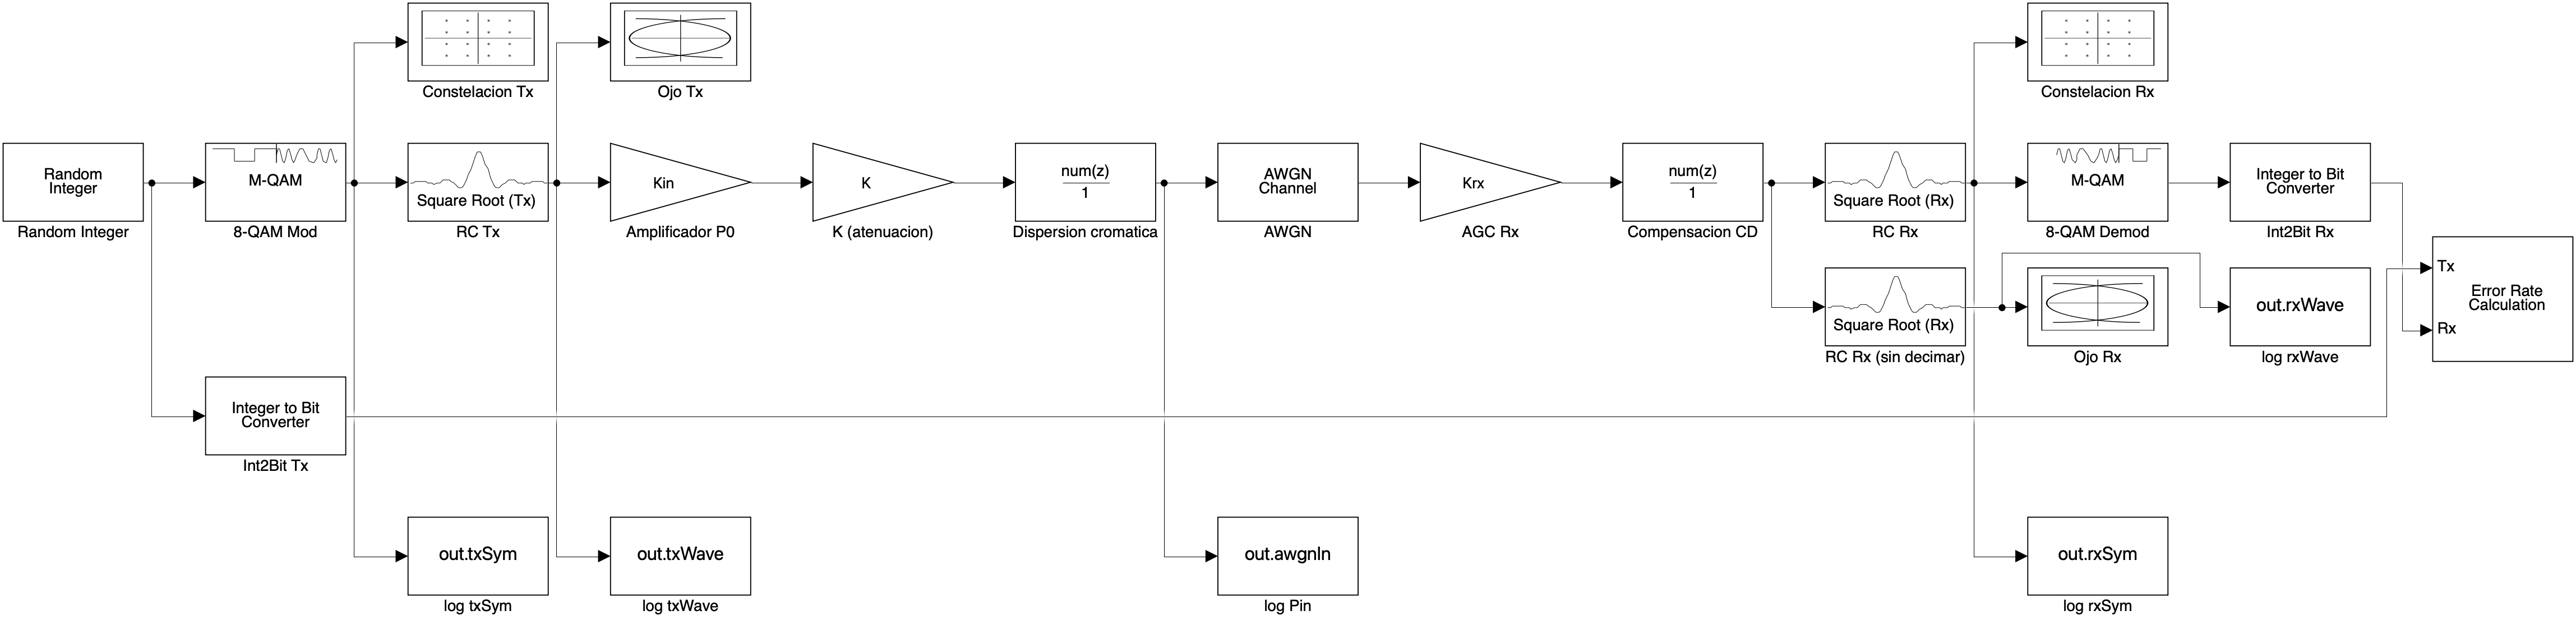 Constelacion Tx
Ojo Tx
Constelacion Rx
Random
Integer
Random Integer
M-QAM
8-QAM Mod
Square Root (Tx)
RC Tx
Kin
Amplificador P0
K
K (atenuacion)
num(z)
1
Dispersion cromatica
AWGN
Channel
AWGN
Krx
AGC Rx
num(z)
1
Compensacion CD
Square Root (Rx)
RC Rx
M-QAM
8-QAM Demod
Integer to Bit
Converter
Int2Bit Rx
Square Root (Rx)
RC Rx (sin decimar)
Ojo Rx
out.rxWave
log rxWave
Tx
Rx
Error Rate
Calculation
Integer to Bit
Converter
Int2Bit Tx
out.txSym
log txSym
out.txWave
log txWave
out.awgnIn
log Pin
out.rxSym
log rxSym